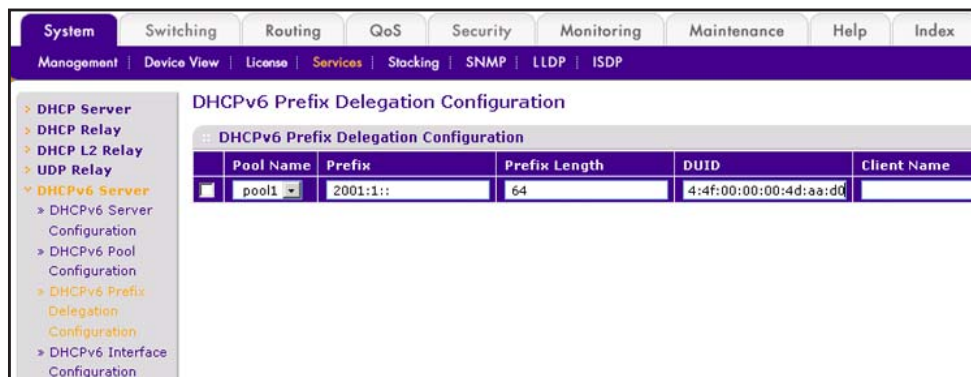 System Switching Routing QoS Security Monitoring Maintenance Help Index
Management Device View License Services Stacking SNMP LLDP ISDP
DHCP Server
DHCP Relay
DHCP L2 Relay
UDP Relay
DHCPv6 Server
» DHCPv6 Server
Configuration
» DHCPv6 Pool
Configuration
» DHCPv6 Prefix
Delegation
Configuration
» DHCPv6 Interface
Configuration
DHCPv6 Prefix Delegation Configuration
DHCPv6 Prefix Delegation Configuration
Pool Name Prefix Prefix Length DUID Client Name
pool1 2001:1:: 64 4:4f:00:00:00:4d:aa:d0